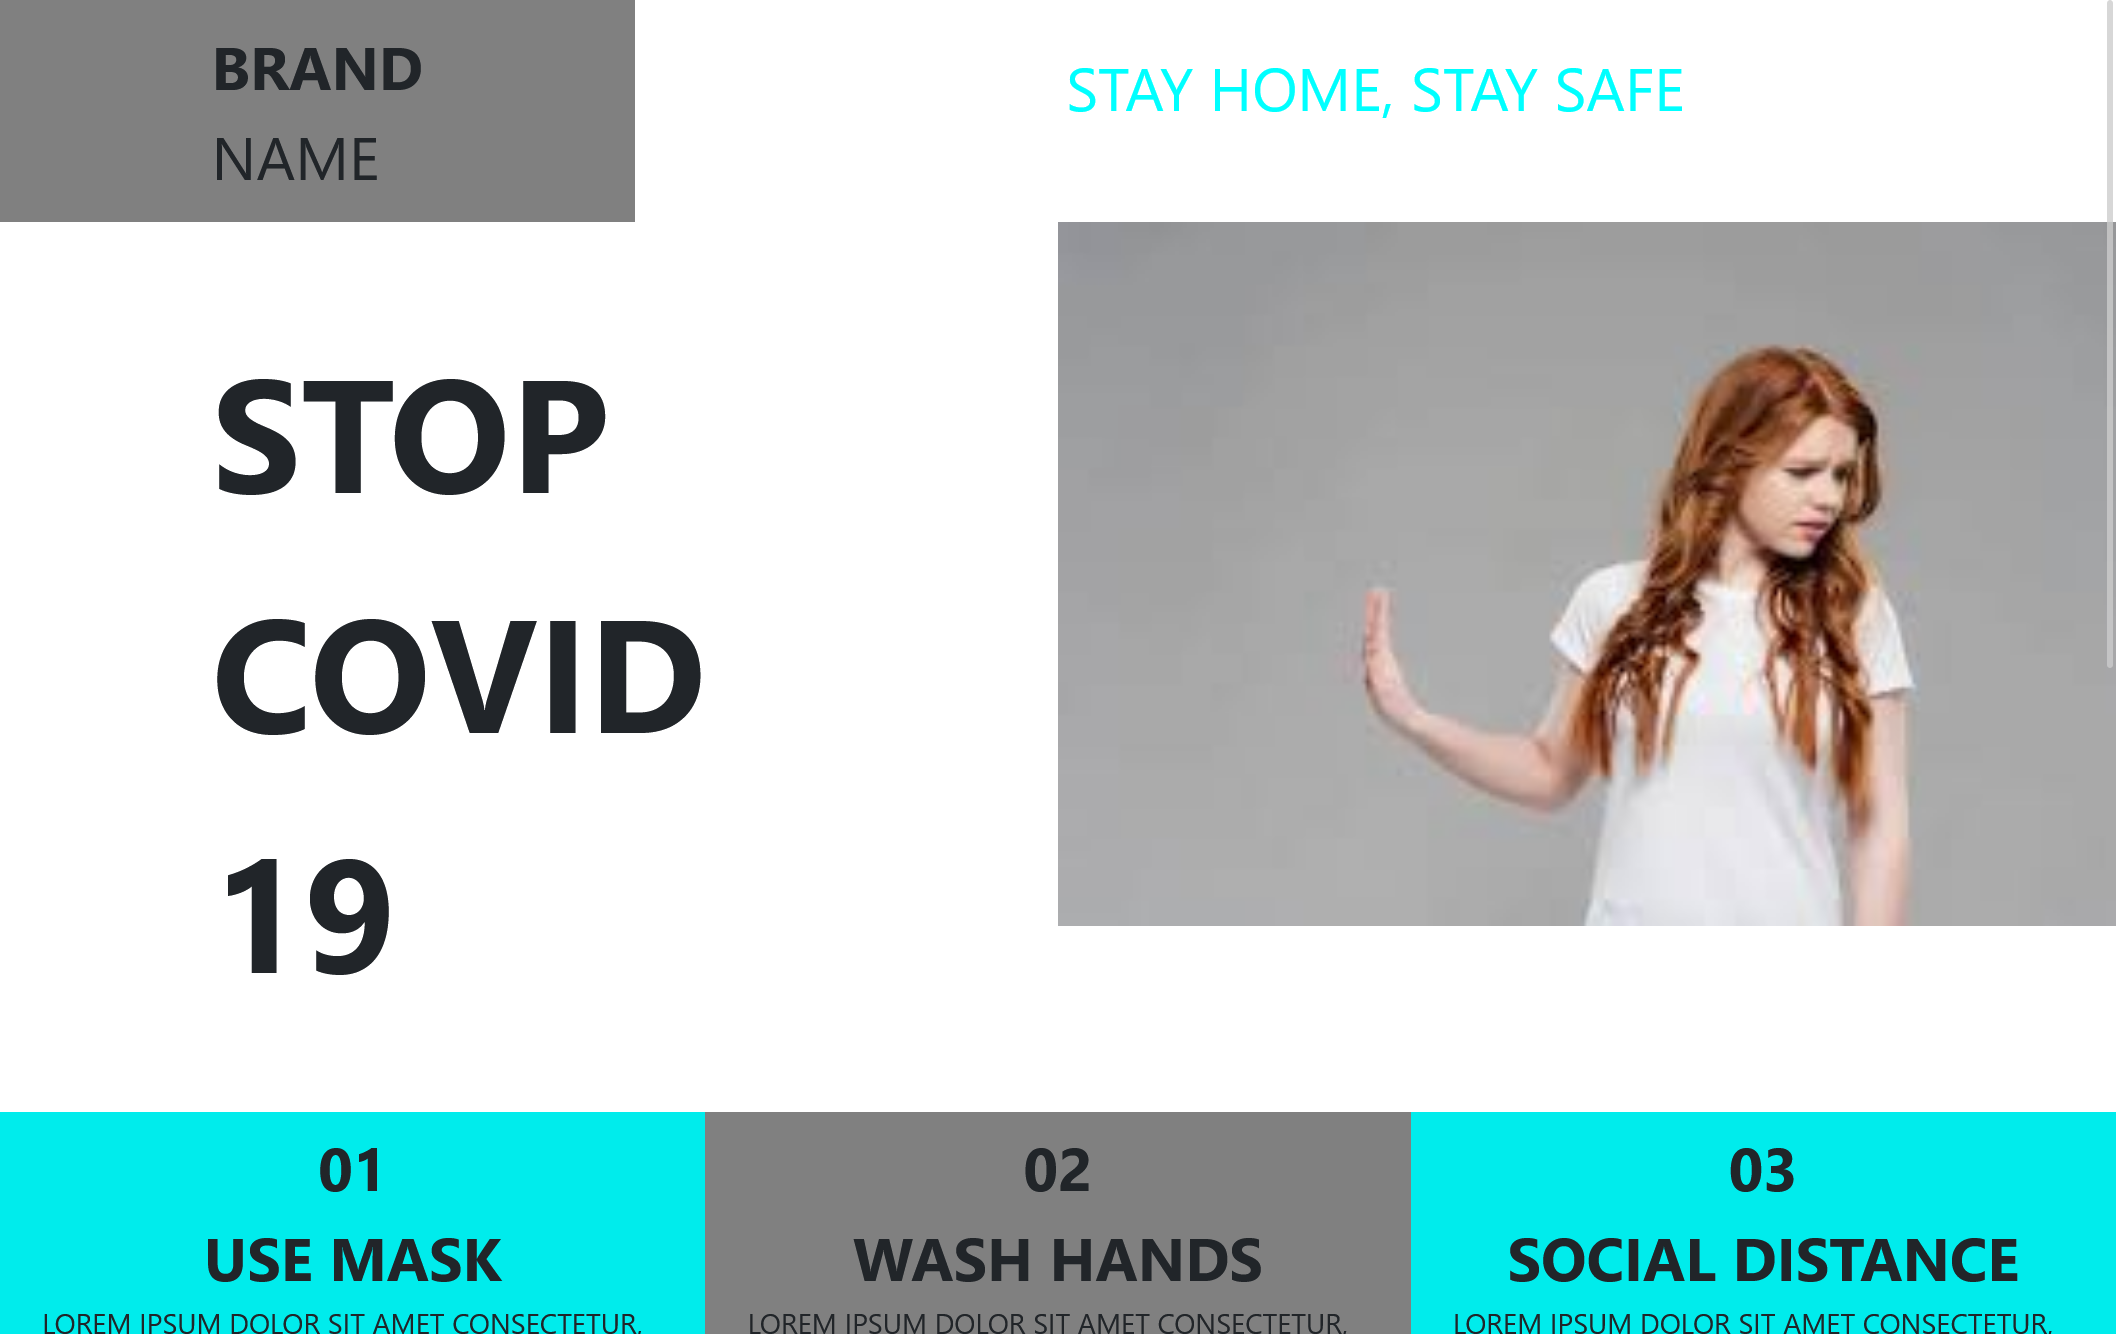 BRAND
NAME
STAY HOME, STAY SAFE
STOP
COVID
19
01
USE MASK
LOREM IPSUM DOLOR SIT AMET CONSECTETUR,
02
WASH HANDS
LOREM IPSUM DOLOR SIT AMET CONSECTETUR,
03
SOCIAL DISTANCE
LOREM IPSUM DOLOR SIT AMET CONSECTETUR,